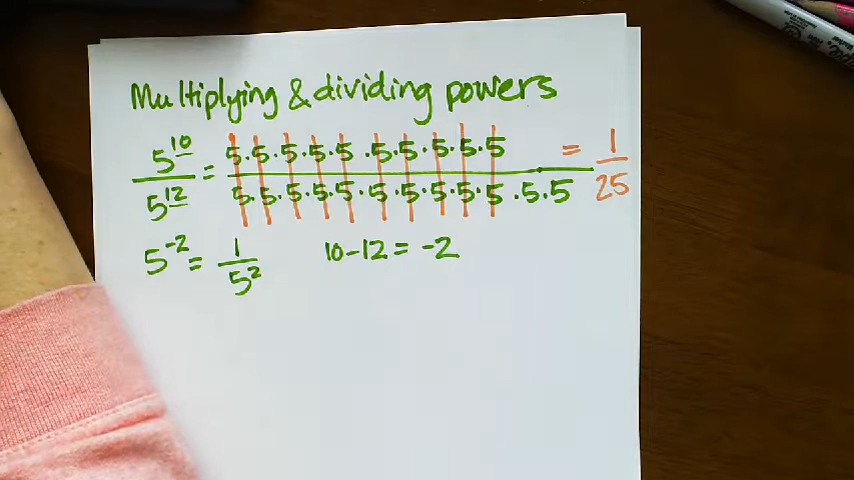 Multiplying & dividing powers
5^10/5^12 = 5·5·5·5·5·5·5·5·5·5/5·5·5·5·5·5·5·5·5·5·5·5 = 1/25
5^-2 = 1/5^2 10-12 = -2